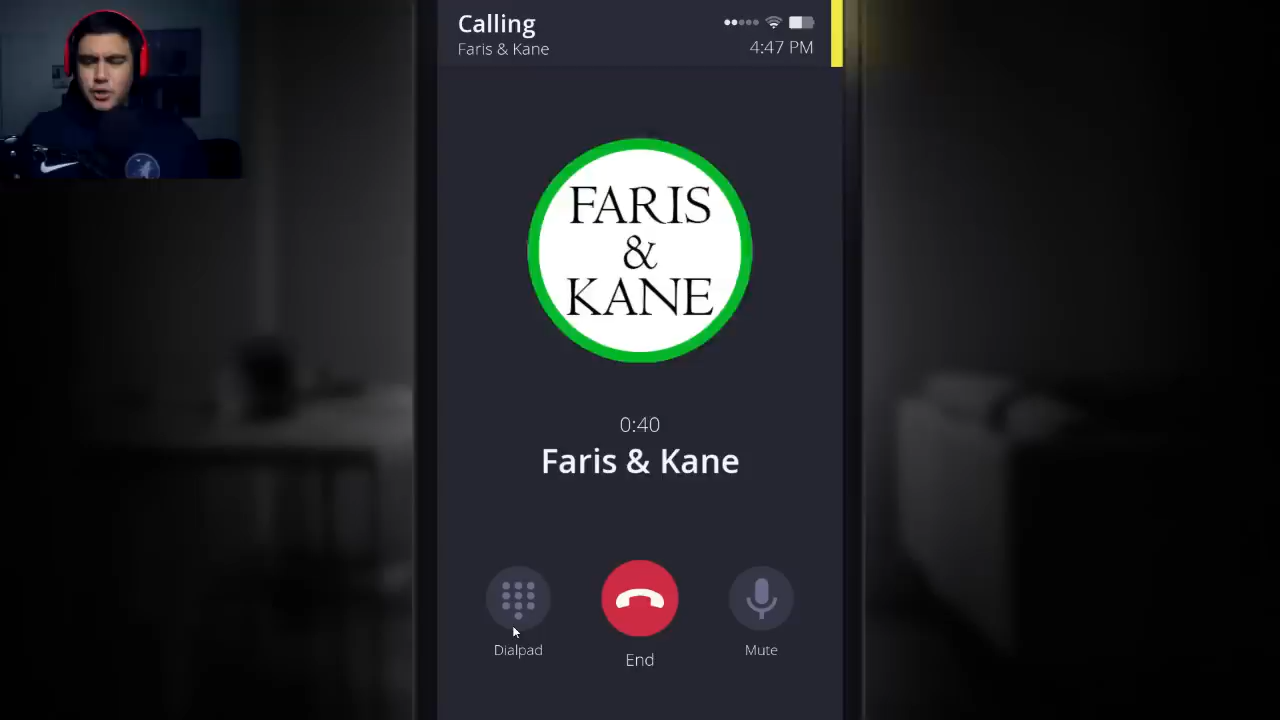 Calling
Faris & Kane
4:47 PM
FARIS
&
KANE
0:40
Faris & Kane
Dialpad
End
Mute